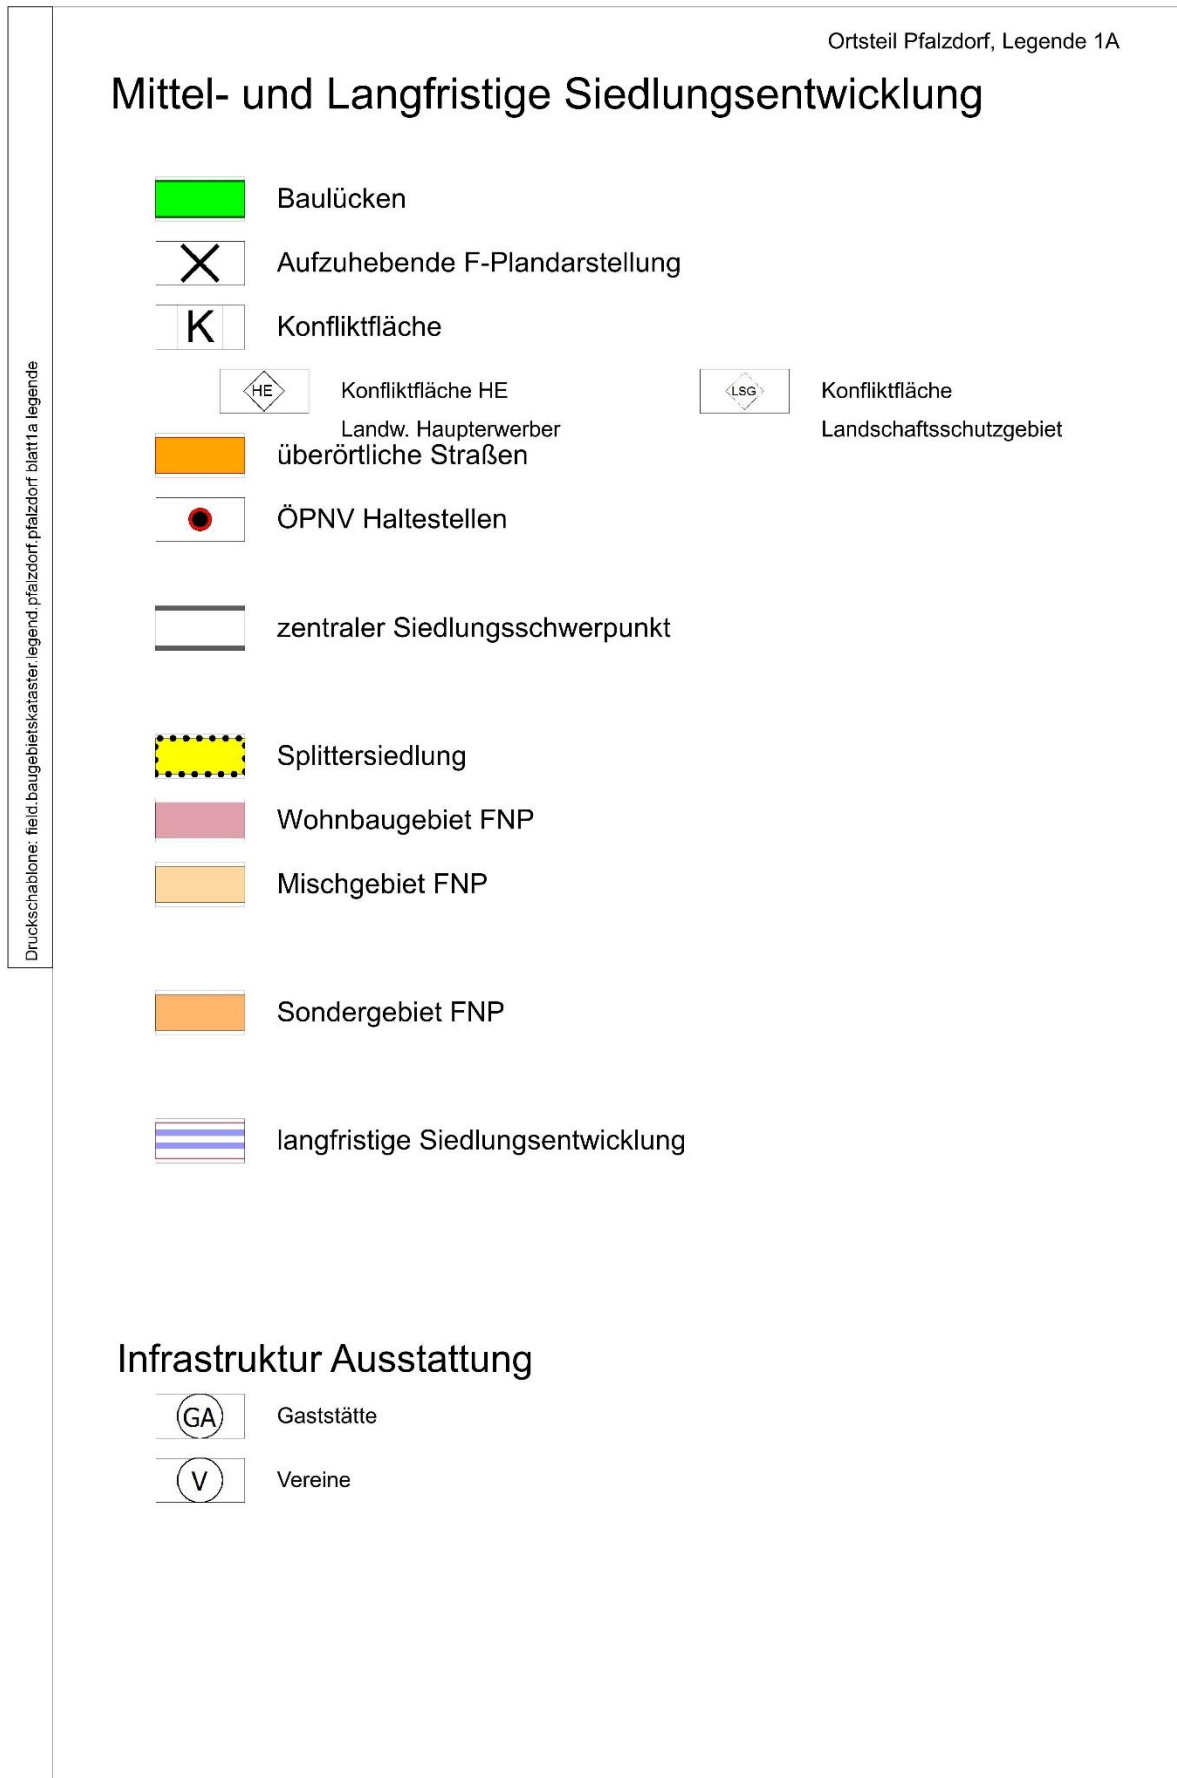 Ortsteil Pfalzdorf, Legende 1A
Mittel- und Langfristige Siedlungsentwicklung
Baulücken
Aufzuhebende F-Plandarstellung
K Konfliktfläche
HE Konfliktfläche HE
Landw. Haupterwerber
LSG Konfliktfläche
Landschaftsschutzgebiet
überörtliche Straßen
ÖPNV Haltestellen
zentraler Siedlungsschwerpunkt
Splittersiedlung
Wohnbaugebiet FNP
Mischgebiet FNP
Sondergebiet FNP
langfristige Siedlungsentwicklung
Infrastruktur Ausstattung
GA Gaststätte
V Vereine
Druckschablone: field.baugebietskataster.legend.pfalzdorf.pfalzdorf blatt1a legende